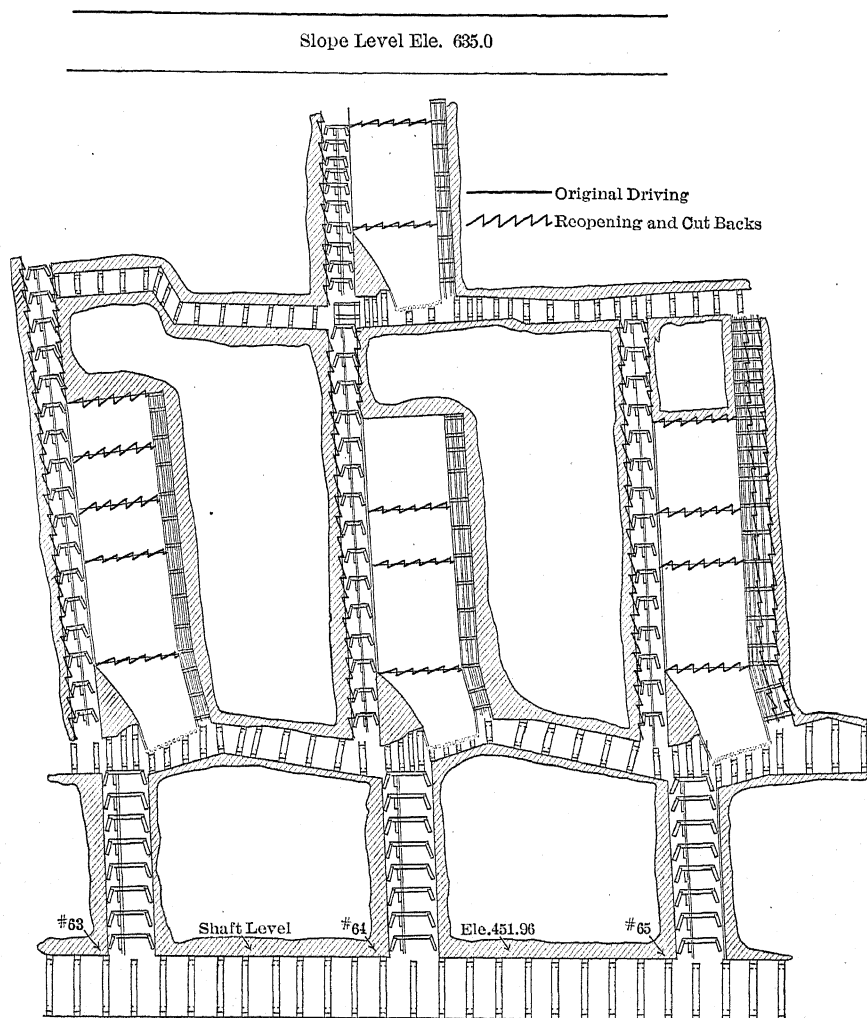 Slope Level Ele. 635.0
Original Driving
Reopening and Cut Backs
#63
Shaft Level
#64
Ele.451.96
#65